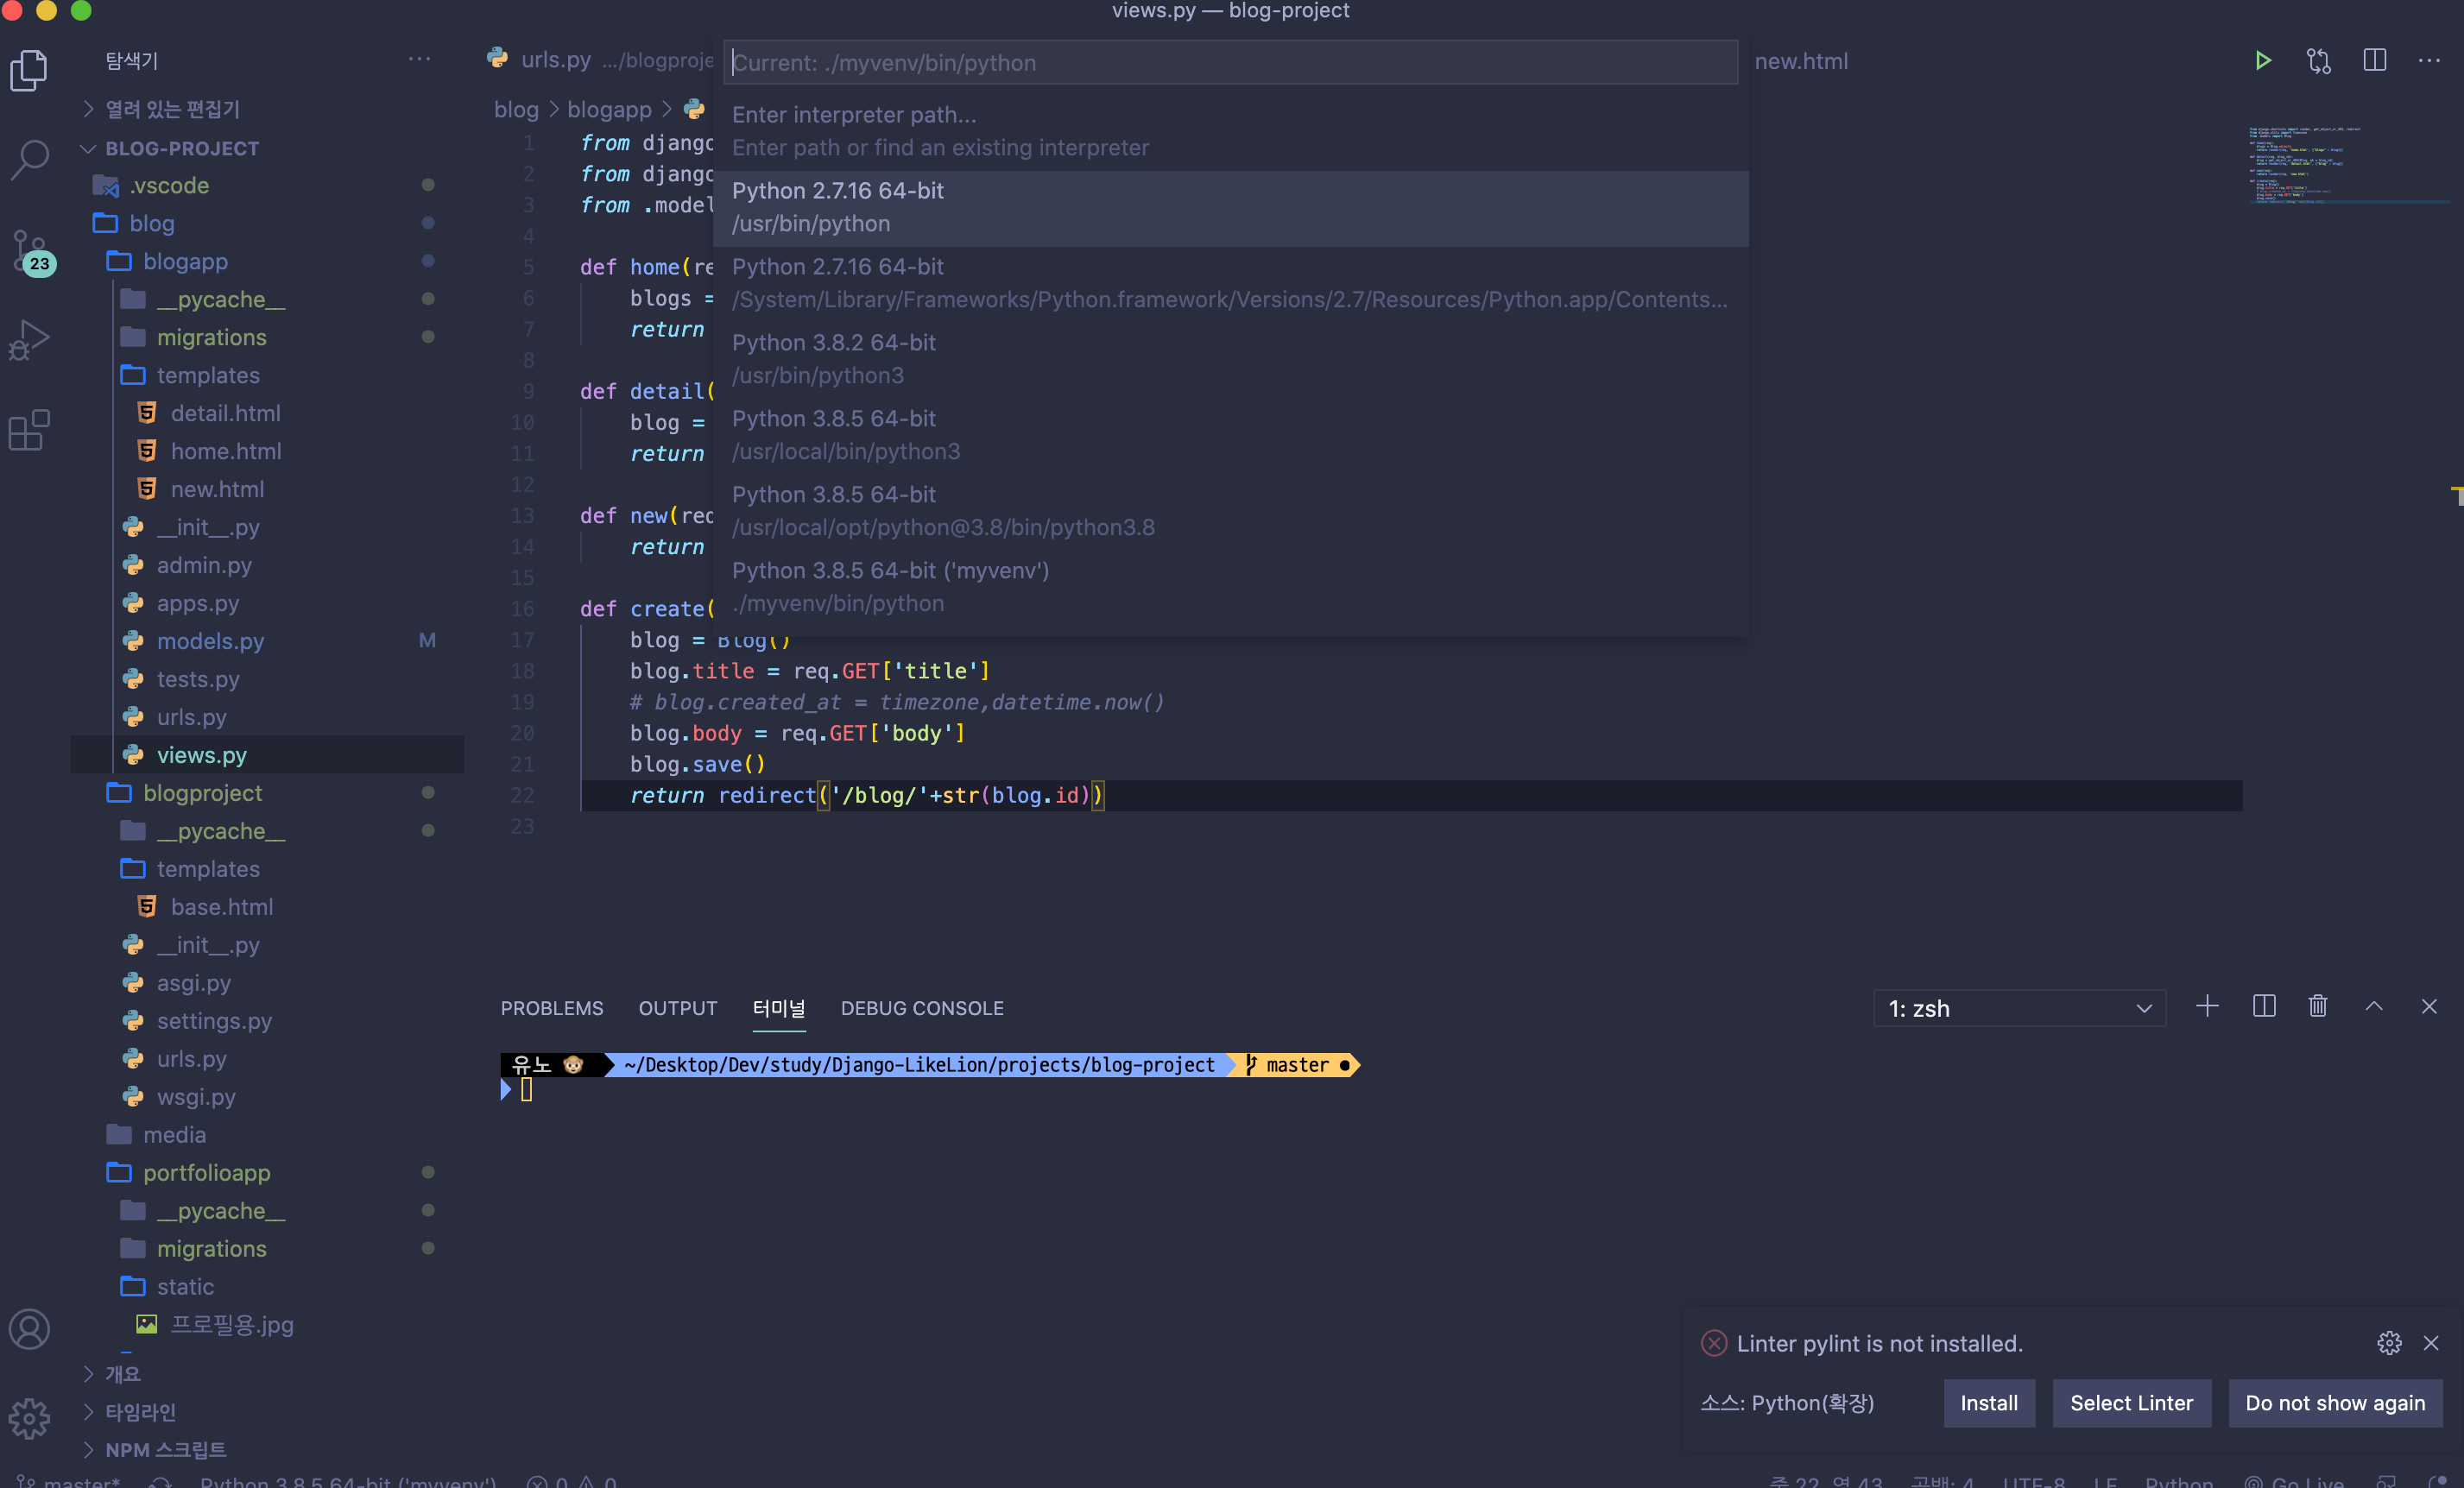 views.py — blog-project
탐색기
열려 있는 편집기
BLOG-PROJECT
.vscode
blog
blogapp
__pycache__
migrations
templates
detail.html
home.html
new.html
__init__.py
admin.py
apps.py
models.py M
tests.py
urls.py
views.py
blogproject
__pycache__
templates
base.html
__init__.py
asgi.py
settings.py
urls.py
wsgi.py
media
portfolioapp
__pycache__
migrations
static
프로필용.jpg
개요
타임라인
NPM 스크립트
23
urls.py .../blogproje
new.html
blog > blogapp >
Current: ./myvenv/bin/python
Enter interpreter path...
Enter path or find an existing interpreter
Python 2.7.16 64-bit
/usr/bin/python
Python 2.7.16 64-bit
/System/Library/Frameworks/Python.framework/Versions/2.7/Resources/Python.app/Contents...
Python 3.8.2 64-bit
/usr/bin/python3
Python 3.8.5 64-bit
/usr/local/bin/python3
Python 3.8.5 64-bit
/usr/local/opt/python@3.8/bin/python3.8
Python 3.8.5 64-bit ('myvenv')
./myvenv/bin/python
1 from django
2 from django
3 from .model
4
5 def home(re
6 blogs =
7 return
8
9 def detail(
10 blog =
11 return
12
13 def new(req
14 return
15
16 def create(
17 blog = Blog()
18 blog.title = req.GET['title']
19 # blog.created_at = timezone,datetime.now()
20 blog.body = req.GET['body']
21 blog.save()
22 return redirect('/blog/'+str(blog.id))
23
PROBLEMS OUTPUT 터미널 DEBUG CONSOLE
1: zsh
유노 🐵 ~/Desktop/Dev/study/Django-LikeLion/projects/blog-project master ●
Linter pylint is not installed.
소스: Python(확장)
Install
Select Linter
Do not show again
master* Python 3.8.5 64-bit ('myvenv') 0 0
줄 22, 열 43 공백: 4 UTF-8 LF Python Go Live